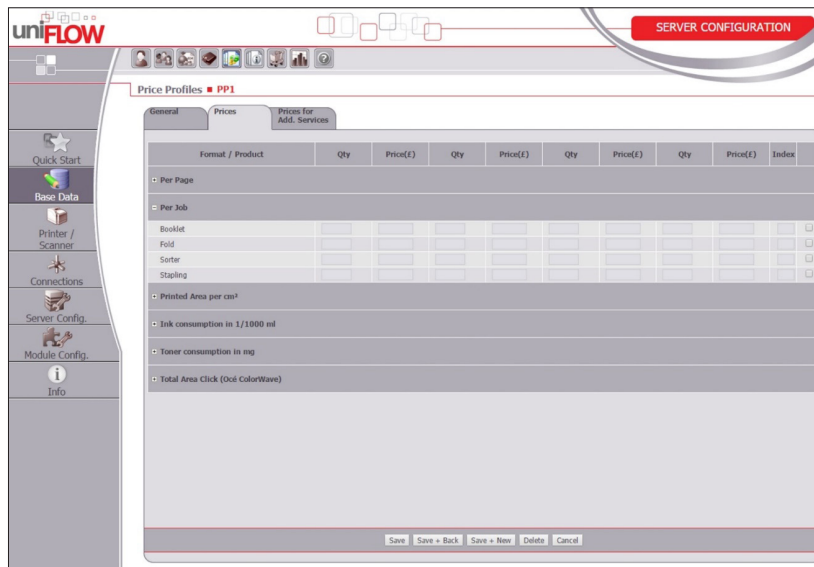 uniFLOW
SERVER CONFIGURATION
Price Profiles PP1
General
Prices
Prices for
Add. Services
Format / Product Qty Price(£) Qty Price(£) Qty Price(£) Qty Price(£) Index
Per Page
Per Job
Booklet
Fold
Sorter
Stapling
Printed Area per cm²
Ink consumption in 1/1000 ml
Toner consumption in mg
Total Area Click (Océ ColorWave)
Quick Start
Base Data
Printer /
Scanner
Connections
Server Config.
Module Config.
Info
Save Save + Back Save + New Delete Cancel